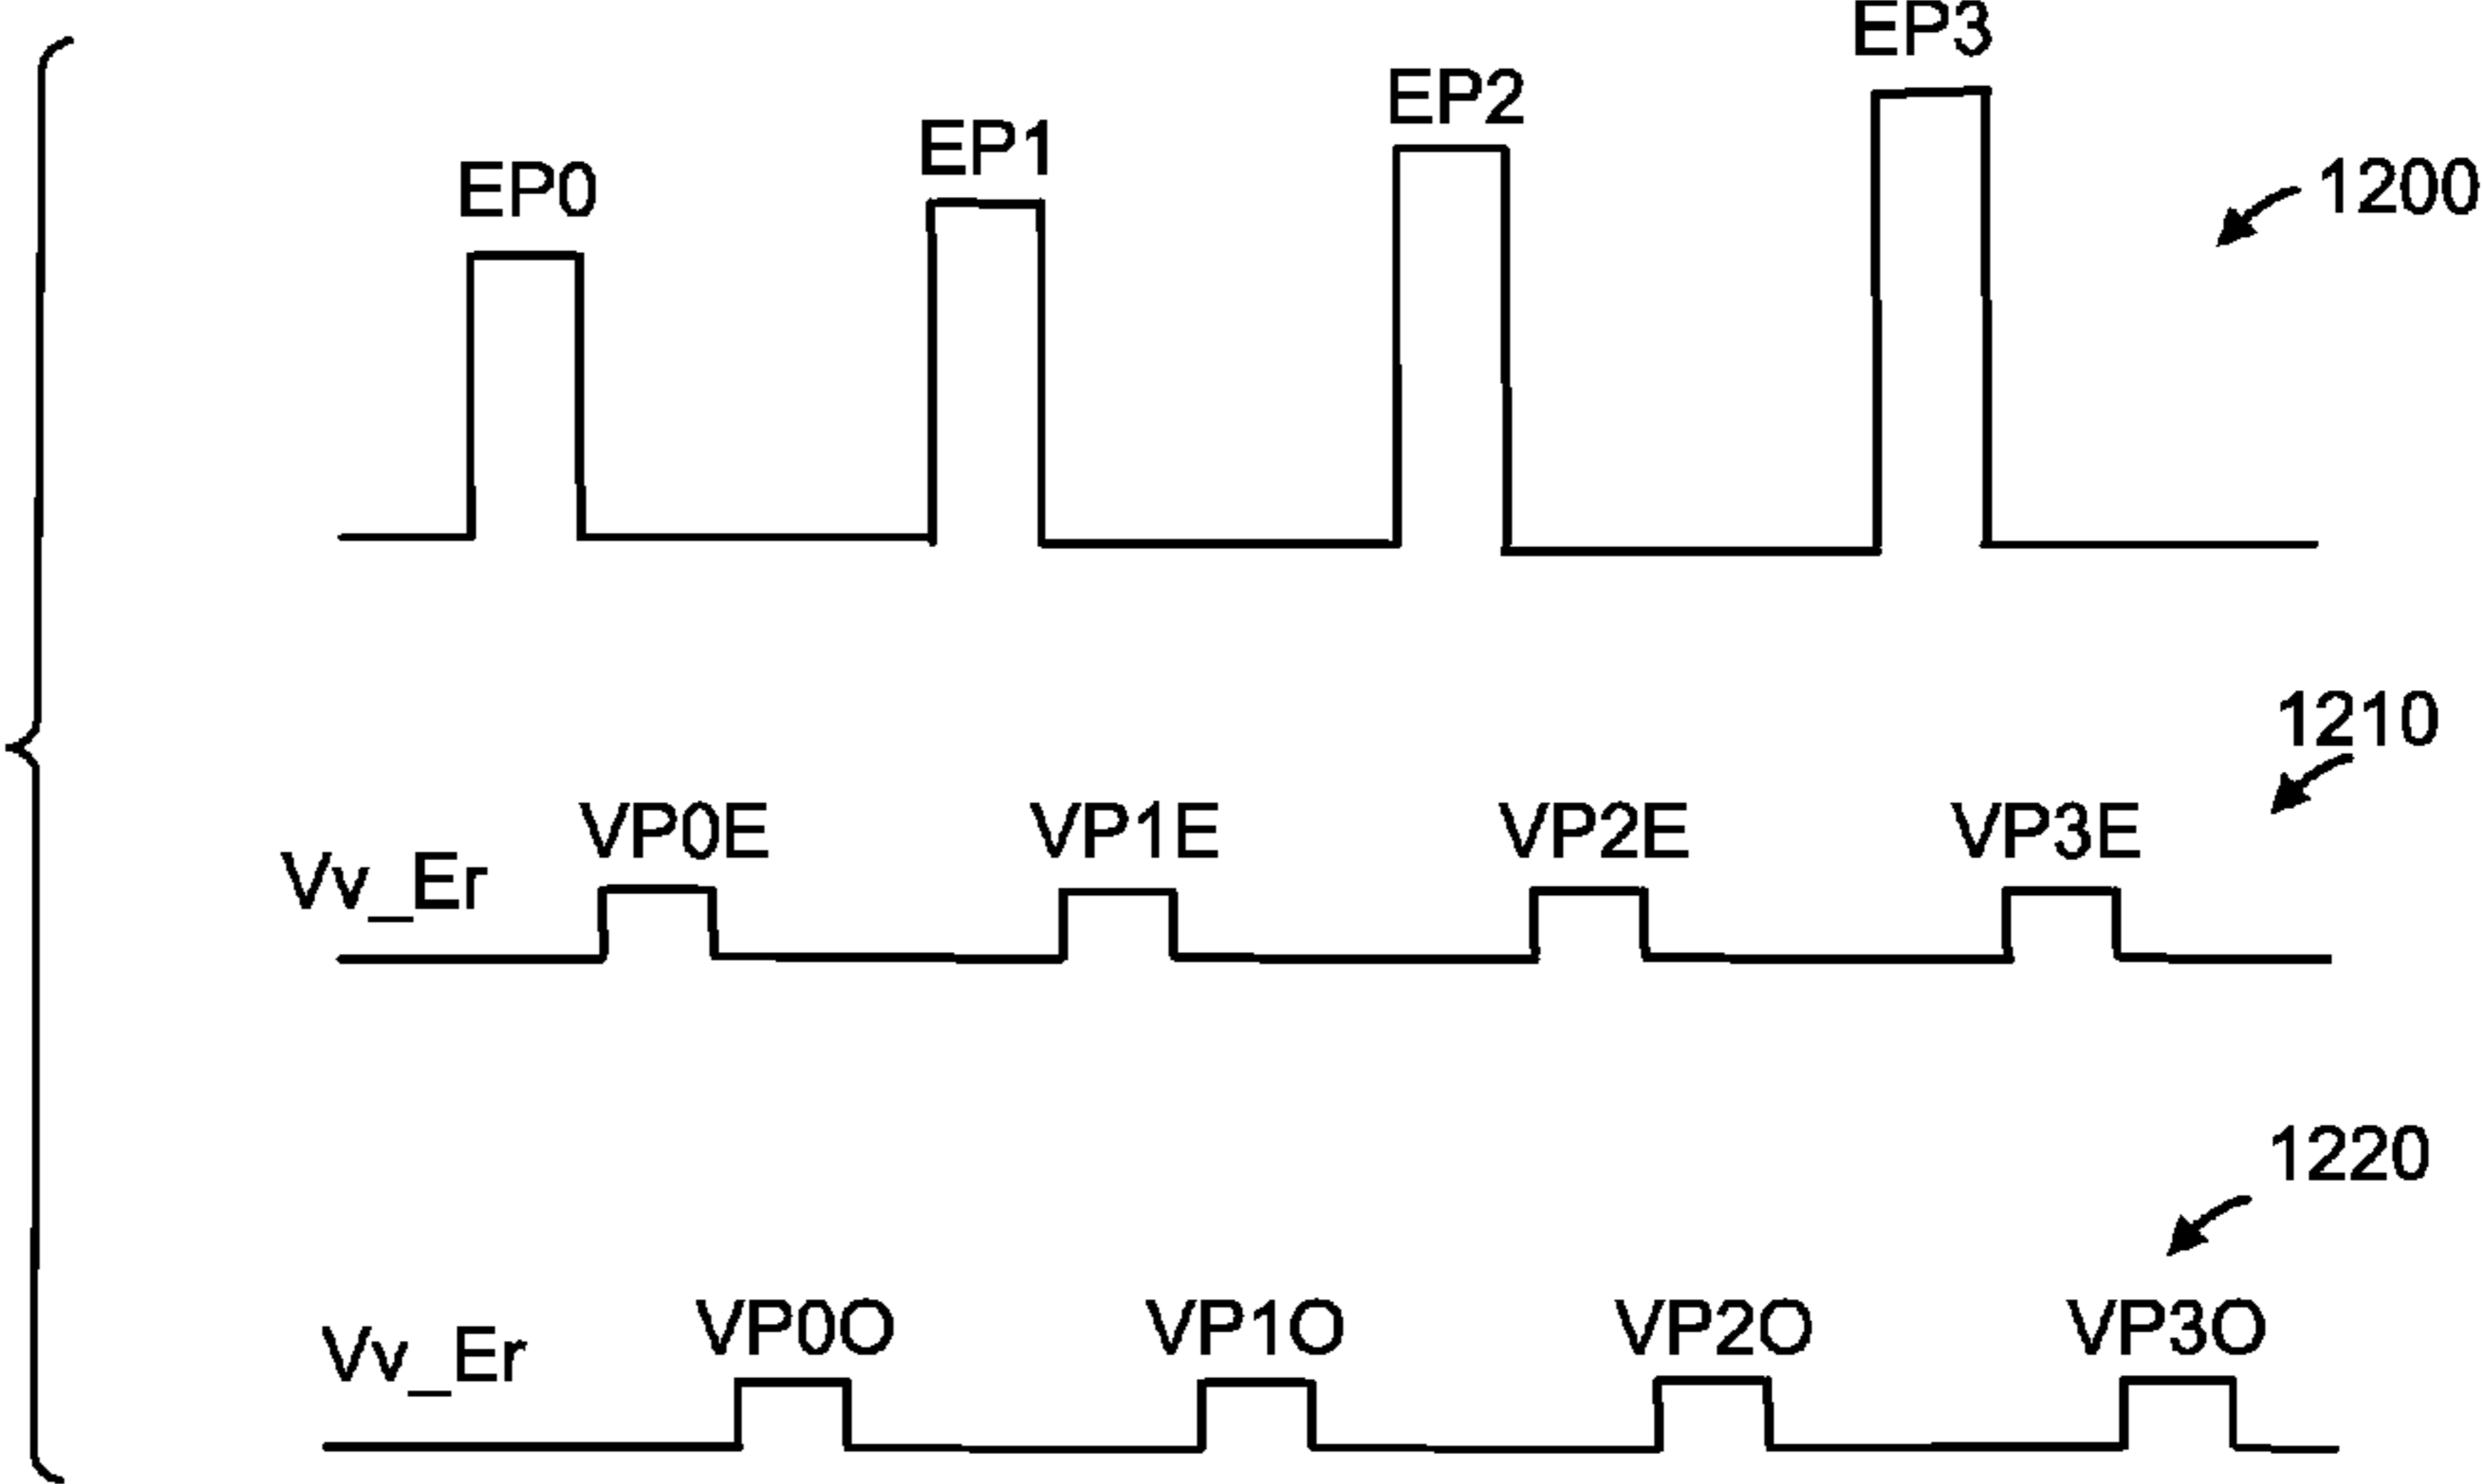 EP0
EP1
EP2
EP3
1200
1210
Vv_Er
VP0E
VP1E
VP2E
VP3E
1220
Vv_Er
VP0O
VP1O
VP2O
VP3O